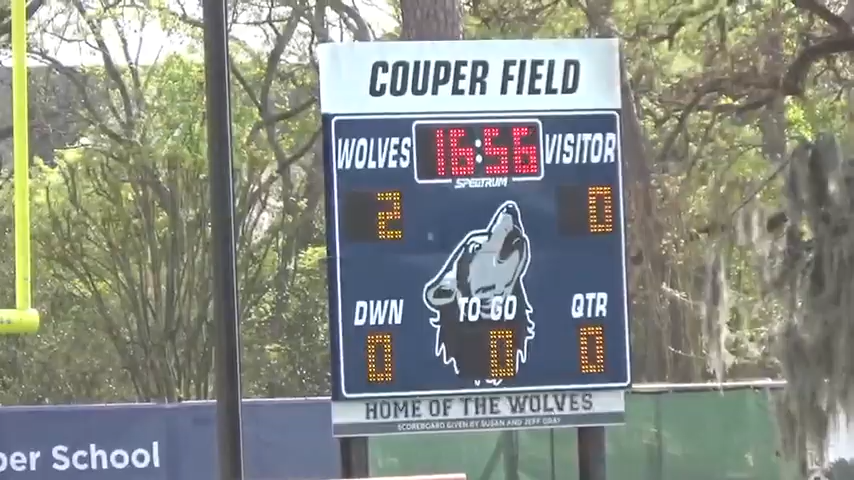 COUPER FIELD
WOLVES 16:56 VISITOR
SPECTRUM
2 0
DWN TO GO QTR
0 0 0
HOME OF THE WOLVES
SCOREBOARD GIVEN BY SUSAN AND JEFF GRAY
per School